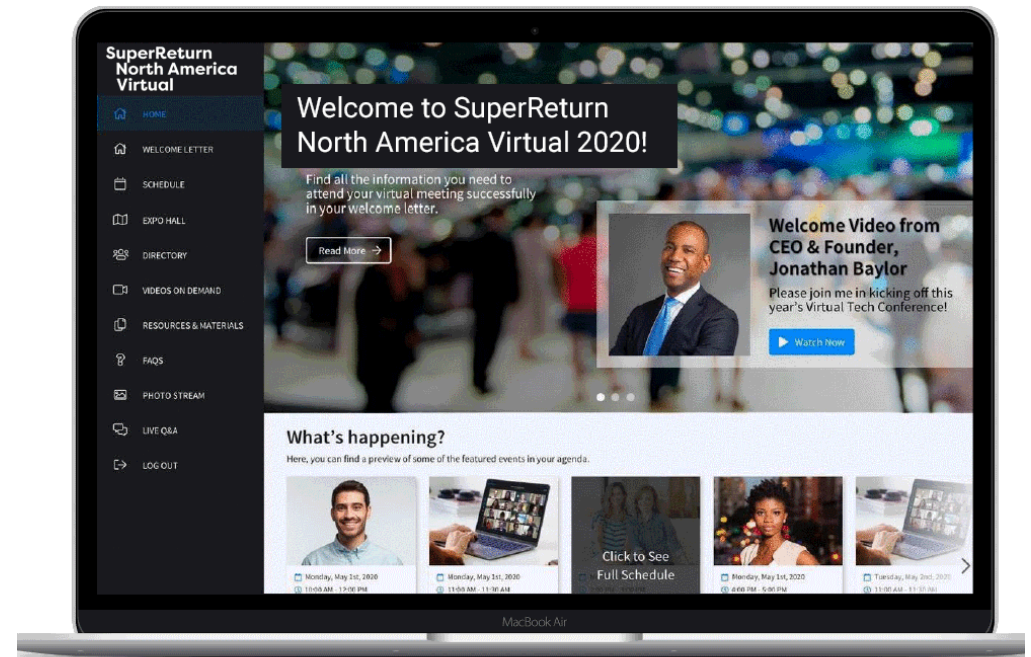 SuperReturn
North America
Virtual
HOME
WELCOME LETTER
SCHEDULE
EXPO HALL
DIRECTORY
VIDEOS ON DEMAND
RESOURCES & MATERIALS
FAQS
PHOTO STREAM
LIVE Q&A
LOG OUT
Welcome to SuperReturn
North America Virtual 2020!
Find all the information you need to
attend your virtual meeting successfully
in your welcome letter.
Read More →
Welcome Video from
CEO & Founder,
Jonathan Baylor
Please join me in kicking off this
year's Virtual Tech Conference!
Watch Now
What's happening?
Here, you can find a preview of some of the featured events in your agenda.
Monday, May 1st, 2020
10:00 AM - 12:00 PM
Monday, May 1st, 2020
11:00 AM - 11:30 AM
Click to See
Full Schedule
Monday, May 1st, 2020
4:00 PM - 5:00 PM
Tuesday, May 2nd, 2020
11:00 AM - 11:30 AM
MacBook Air